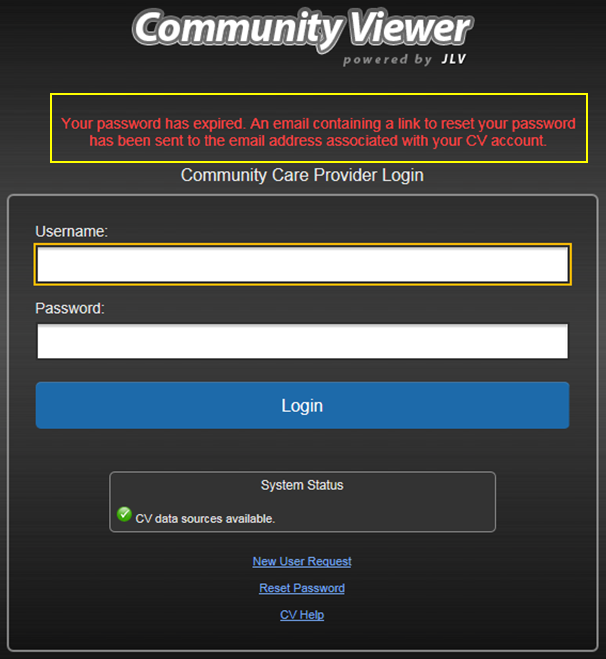 Community Viewer
powered by JLV
Your password has expired. An email containing a link to reset your password
has been sent to the email address associated with your CV account.
Community Care Provider Login
Username:
Password:
Login
System Status
CV data sources available.
New User Request
Reset Password
CV Help